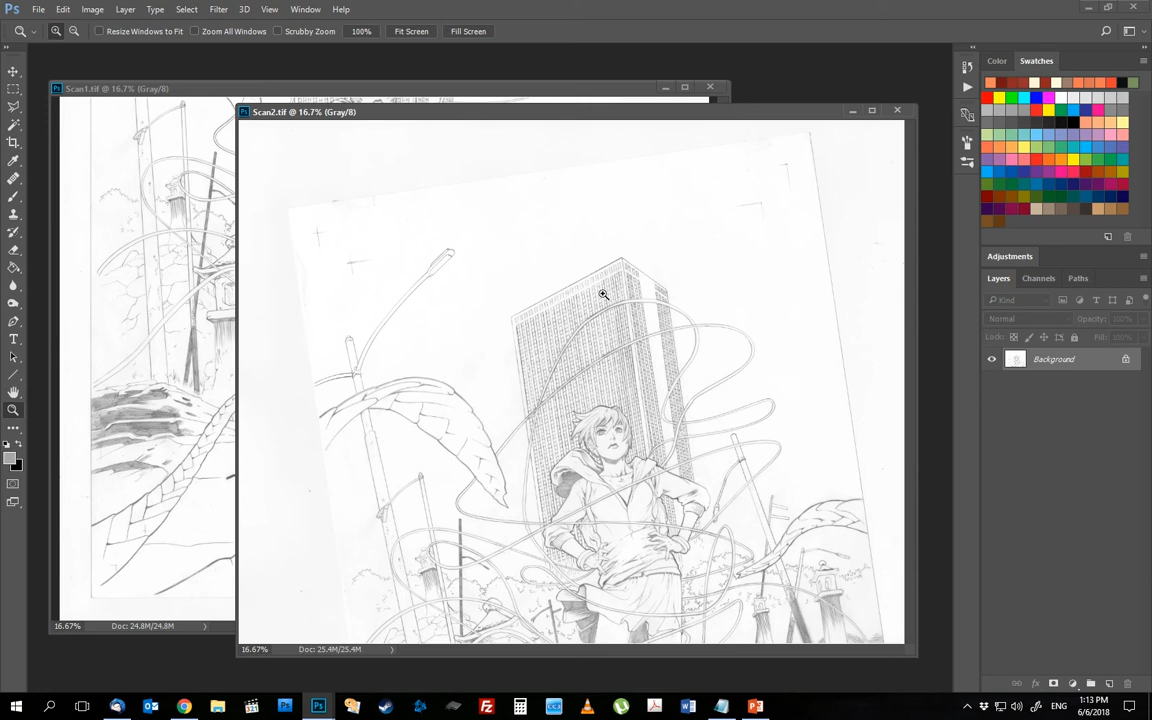 Ps File Edit Image Layer Type Select Filter 3D View Window Help
Resize Windows to Fit Zoom All Windows Scrubby Zoom 100% Fit Screen Fill Screen
Color Swatches
Scan1.tif @ 16.7% (Gray/8)
Scan2.tif @ 16.7% (Gray/8)
Adjustments
Layers Channels Paths
Kind
Normal Opacity: 100%
Lock: Fill: 100%
Background
16.67% Doc: 24.8M/24.8M
16.67% Doc: 25.4M/25.4M
ENG 1:13 PM
6/6/2018